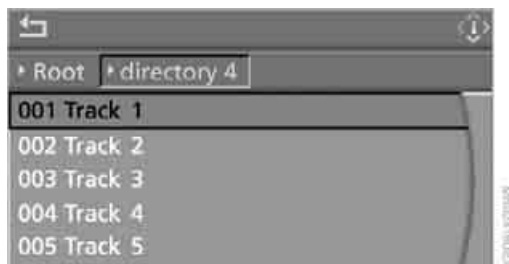 Root directory 4
001 Track 1
002 Track 2
003 Track 3
004 Track 4
005 Track 5